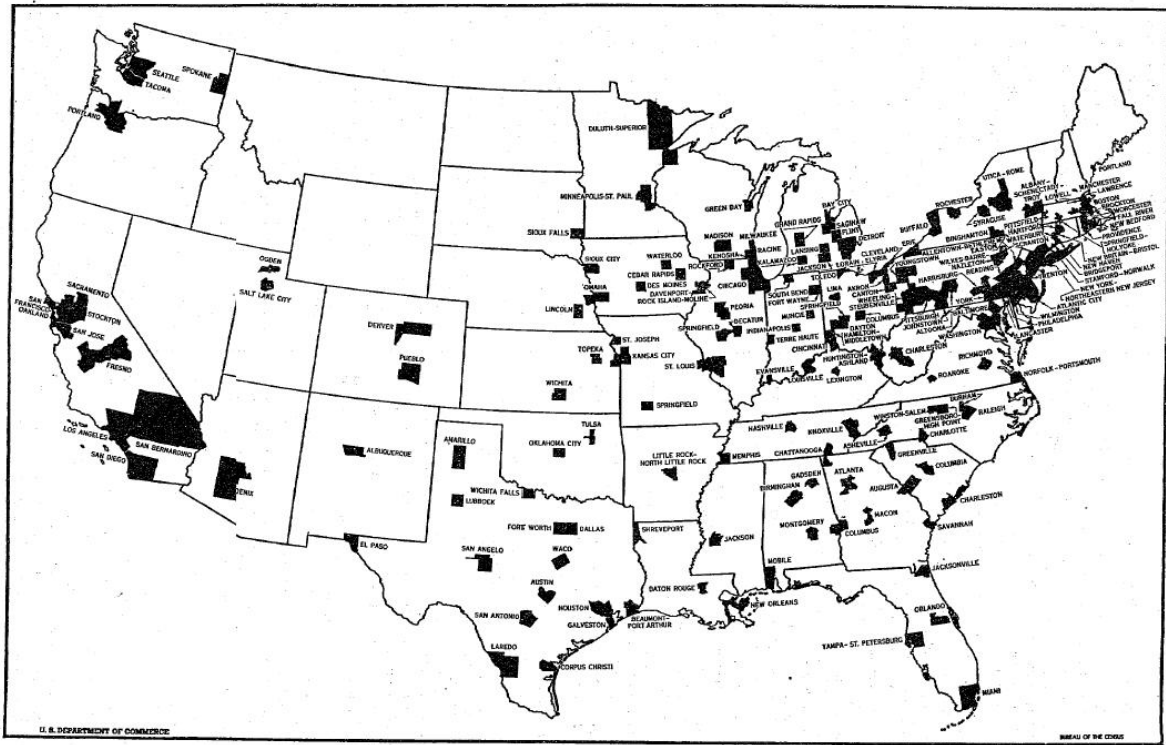 SEATTLE
TACOMA
SPOKANE
PORTLAND
DULUTH-SUPERIOR
MINNEAPOLIS-ST. PAUL
SIOUX FALLS
GREEN BAY
MADISON
MILWAUKEE
RACINE
KENOSHA
ROCKFORD
CHICAGO
WATERLOO
SIOUX CITY
CEDAR RAPIDS
DES MOINES
DAVENPORT-
ROCK ISLAND-MOLINE
OMAHA
LINCOLN
PEORIA
DECATUR
SPRINGFIELD
GRAND RAPIDS
BAY CITY
SAGINAW
FLINT
LANSING
DETROIT
KALAMAZOO
JACKSON
TOLEDO
LORAIN-ELYRIA
CLEVELAND
SOUTH BEND
FORT WAYNE
LIMA
AKRON
CANTON
YOUNGSTOWN
WHEELING-
STEUBENVILLE
SPRINGFIELD
MUNCIE
INDIANAPOLIS
TERRE HAUTE
COLUMBUS
DAYTON
HAMILTON-
MIDDLETOWN
CINCINNATI
HUNTINGTON-
ASHLAND
CHARLESTON
EVANSVILLE
LOUISVILLE
LEXINGTON
PITTSBURGH
JOHNSTOWN
ALTOONA
ERIE
BUFFALO
ROCHESTER
SYRACUSE
UTICA-ROME
ALBANY-
SCHENECTADY-
TROY
BINGHAMTON
PITTSFIELD
LOWELL
MANCHESTER
LAWRENCE
PORTLAND
BOSTON
BROCKTON
WORCESTER
FALL RIVER
NEW BEDFORD
PROVIDENCE
SPRINGFIELD-
HOLYOKE
HARTFORD
WATERBURY
NEW BRITAIN-BRISTOL
NEW HAVEN
BRIDGEPORT
STAMFORD-NORWALK
NEW YORK-
NORTHEASTERN NEW JERSEY
SCRANTON
WILKES-BARRE-
HAZLETON
EASTON
READING
HARRISBURG
YORK
TRENTON
ATLANTIC CITY
WILMINGTON
PHILADELPHIA
LANCASTER
BALTIMORE
WASHINGTON
RICHMOND
ROANOKE
NORFOLK-PORTSMOUTH
OGDEN
SALT LAKE CITY
SACRAMENTO
STOCKTON
SAN
FRANCISCO
OAKLAND
SAN JOSE
FRESNO
LOS ANGELES
SAN BERNARDINO
SAN DIEGO
DENVER
PUEBLO
ALBUQUERQUE
ST. JOSEPH
TOPEKA
KANSAS CITY
ST. LOUIS
WICHITA
SPRINGFIELD
TULSA
OKLAHOMA CITY
AMARILLO
LUBBOCK
WICHITA FALLS
FORT WORTH
DALLAS
EL PASO
SAN ANGELO
WACO
AUSTIN
SAN ANTONIO
HOUSTON
GALVESTON
BEAUMONT-
PORT ARTHUR
LAREDO
CORPUS CHRISTI
LITTLE ROCK-
NORTH LITTLE ROCK
MEMPHIS
SHREVEPORT
JACKSON
BATON ROUGE
NEW ORLEANS
MOBILE
NASHVILLE
KNOXVILLE
CHATTANOOGA
ASHEVILLE
WINSTON-SALEM
DURHAM
GREENSBORO-
HIGH POINT
RALEIGH
CHARLOTTE
GREENVILLE
COLUMBIA
GADSDEN
BIRMINGHAM
MONTGOMERY
ATLANTA
AUGUSTA
MACON
COLUMBUS
CHARLESTON
SAVANNAH
JACKSONVILLE
ORLANDO
TAMPA-ST. PETERSBURG
MIAMI
U. S. DEPARTMENT OF COMMERCE
BUREAU OF THE CENSUS